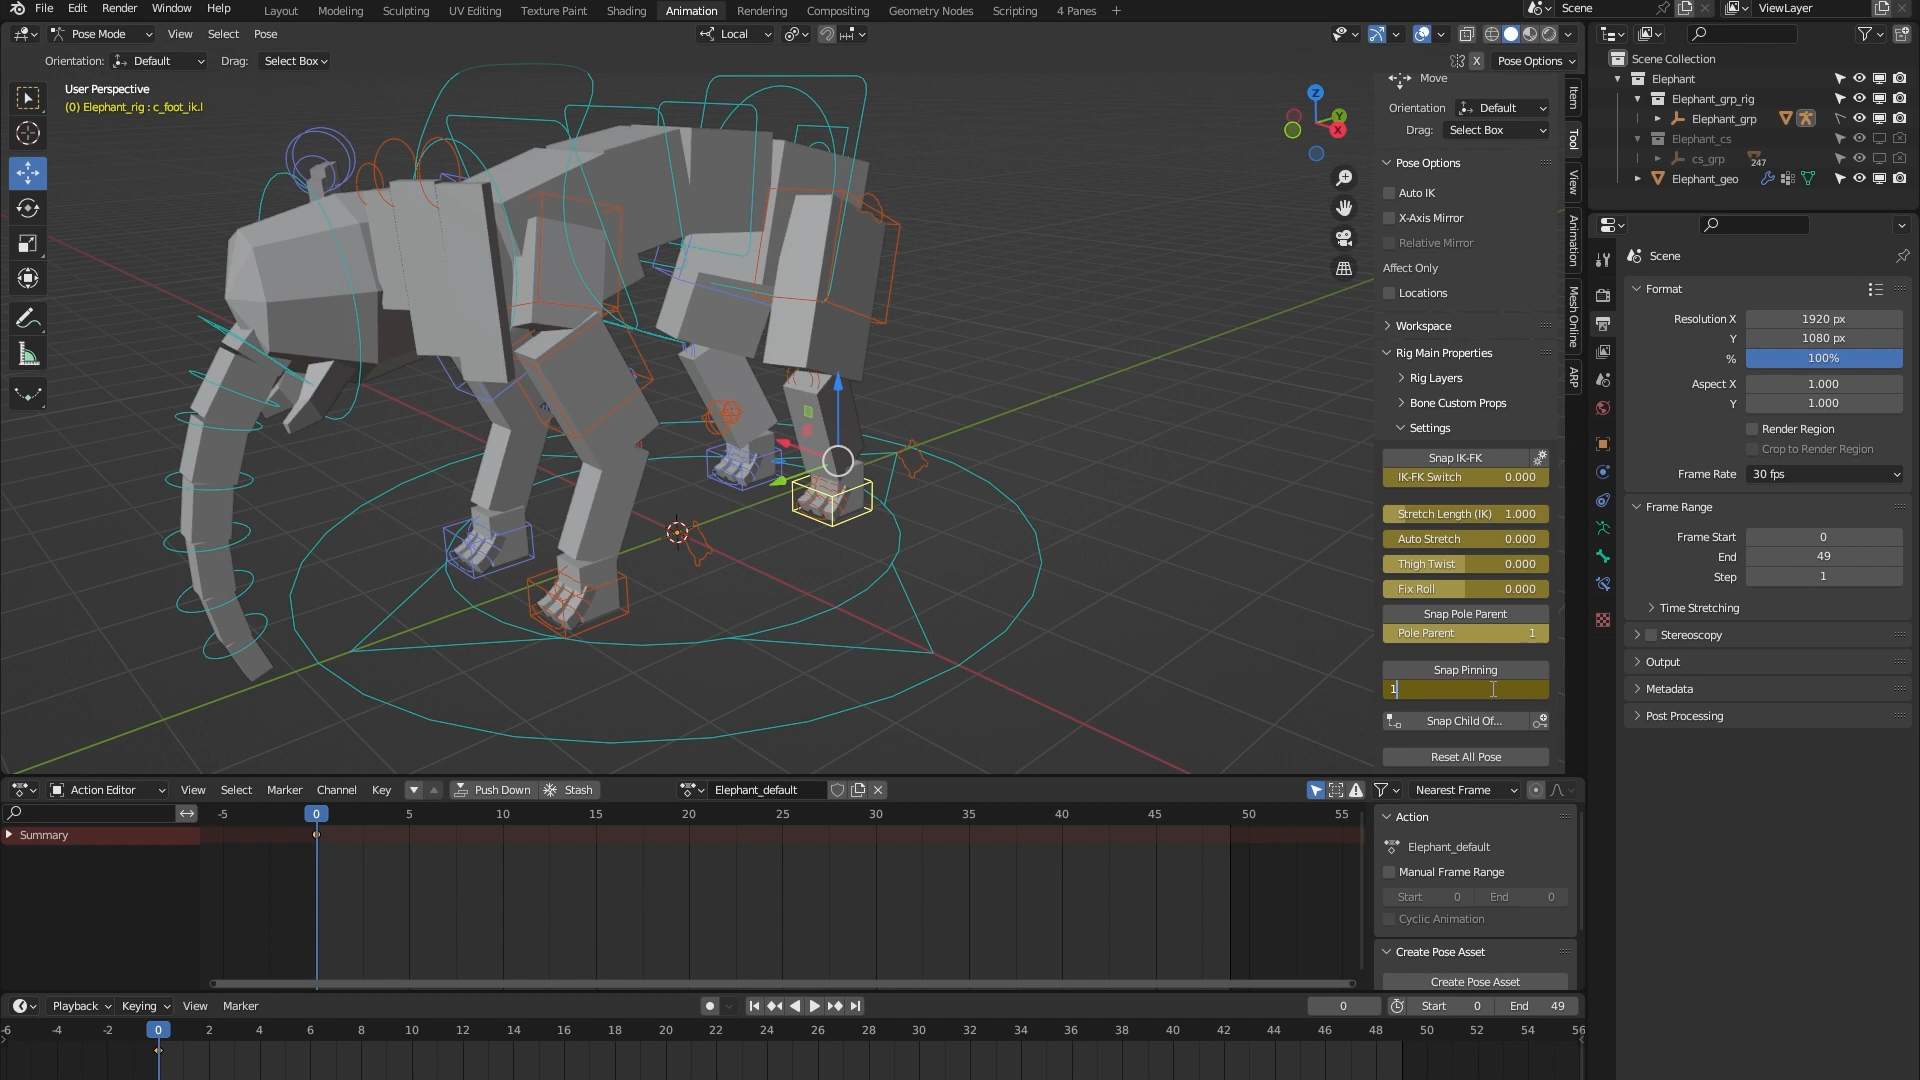 File Edit Render Window Help Layout Modeling Sculpting UV Editing Texture Paint Shading Animation Rendering Compositing Geometry Nodes Scripting 4 Panes + Scene ViewLayer
Pose Mode View Select Pose Local
Orientation: Default Drag: Select Box X Pose Options
User Perspective
(0) Elephant_rig : c_foot_ik.l
Z
Y
X
Move
Orientation Default
Drag: Select Box
Pose Options
Auto IK
X-Axis Mirror
Relative Mirror
Affect Only
Locations
Workspace
Rig Main Properties
Rig Layers
Bone Custom Props
Settings
Snap IK-FK
IK-FK Switch 0.000
Stretch Length (IK) 1.000
Auto Stretch 0.000
Thigh Twist 0.000
Fix Roll 0.000
Snap Pole Parent
Pole Parent 1
Snap Pinning
1
Snap Child Of...
Reset All Pose
Item
Tool
View
Animation
Mesh Online
ARP
Scene Collection
Elephant
Elephant_grp_rig
Elephant_grp
Elephant_cs
cs_grp 247
Elephant_geo
Scene
Format
Resolution X 1920 px
Y 1080 px
% 100%
Aspect X 1.000
Y 1.000
Render Region
Crop to Render Region
Frame Rate 30 fps
Frame Range
Frame Start 0
End 49
Step 1
Time Stretching
Stereoscopy
Output
Metadata
Post Processing
Action Editor View Select Marker Channel Key Push Down Stash Elephant_default Nearest Frame
-5 0 5 10 15 20 25 30 35 40 45 50 55
Summary
Action
Elephant_default
Manual Frame Range
Start 0 End 0
Cyclic Animation
Create Pose Asset
Create Pose Asset
Playback Keying View Marker 0 Start 0 End 49
-6 -4 -2 0 2 4 6 8 10 12 14 16 18 20 22 24 26 28 30 32 34 36 38 40 42 44 46 48 50 52 54 56